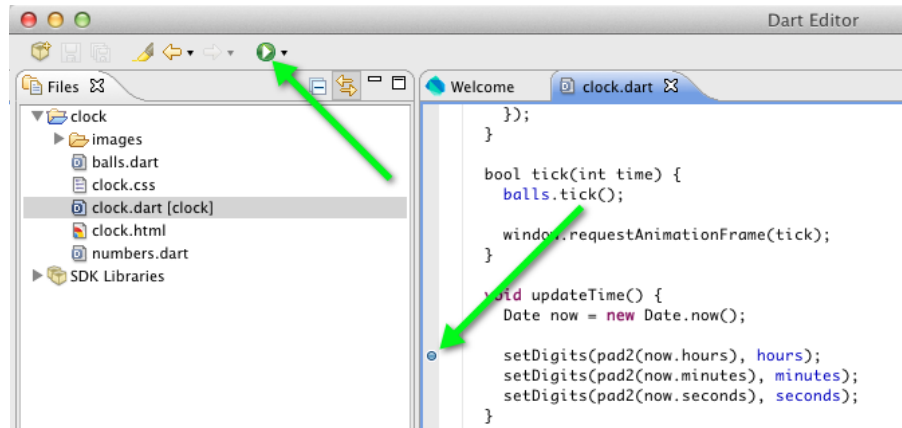 Dart Editor
Files
clock
images
balls.dart
clock.css
clock.dart [clock]
clock.html
numbers.dart
SDK Libraries
Welcome
clock.dart
});
}
bool tick(int time) {
balls.tick();
window.requestAnimationFrame(tick);
}
void updateTime() {
Date now = new Date.now();
setDigits(pad2(now.hours), hours);
setDigits(pad2(now.minutes), minutes);
setDigits(pad2(now.seconds), seconds);
}